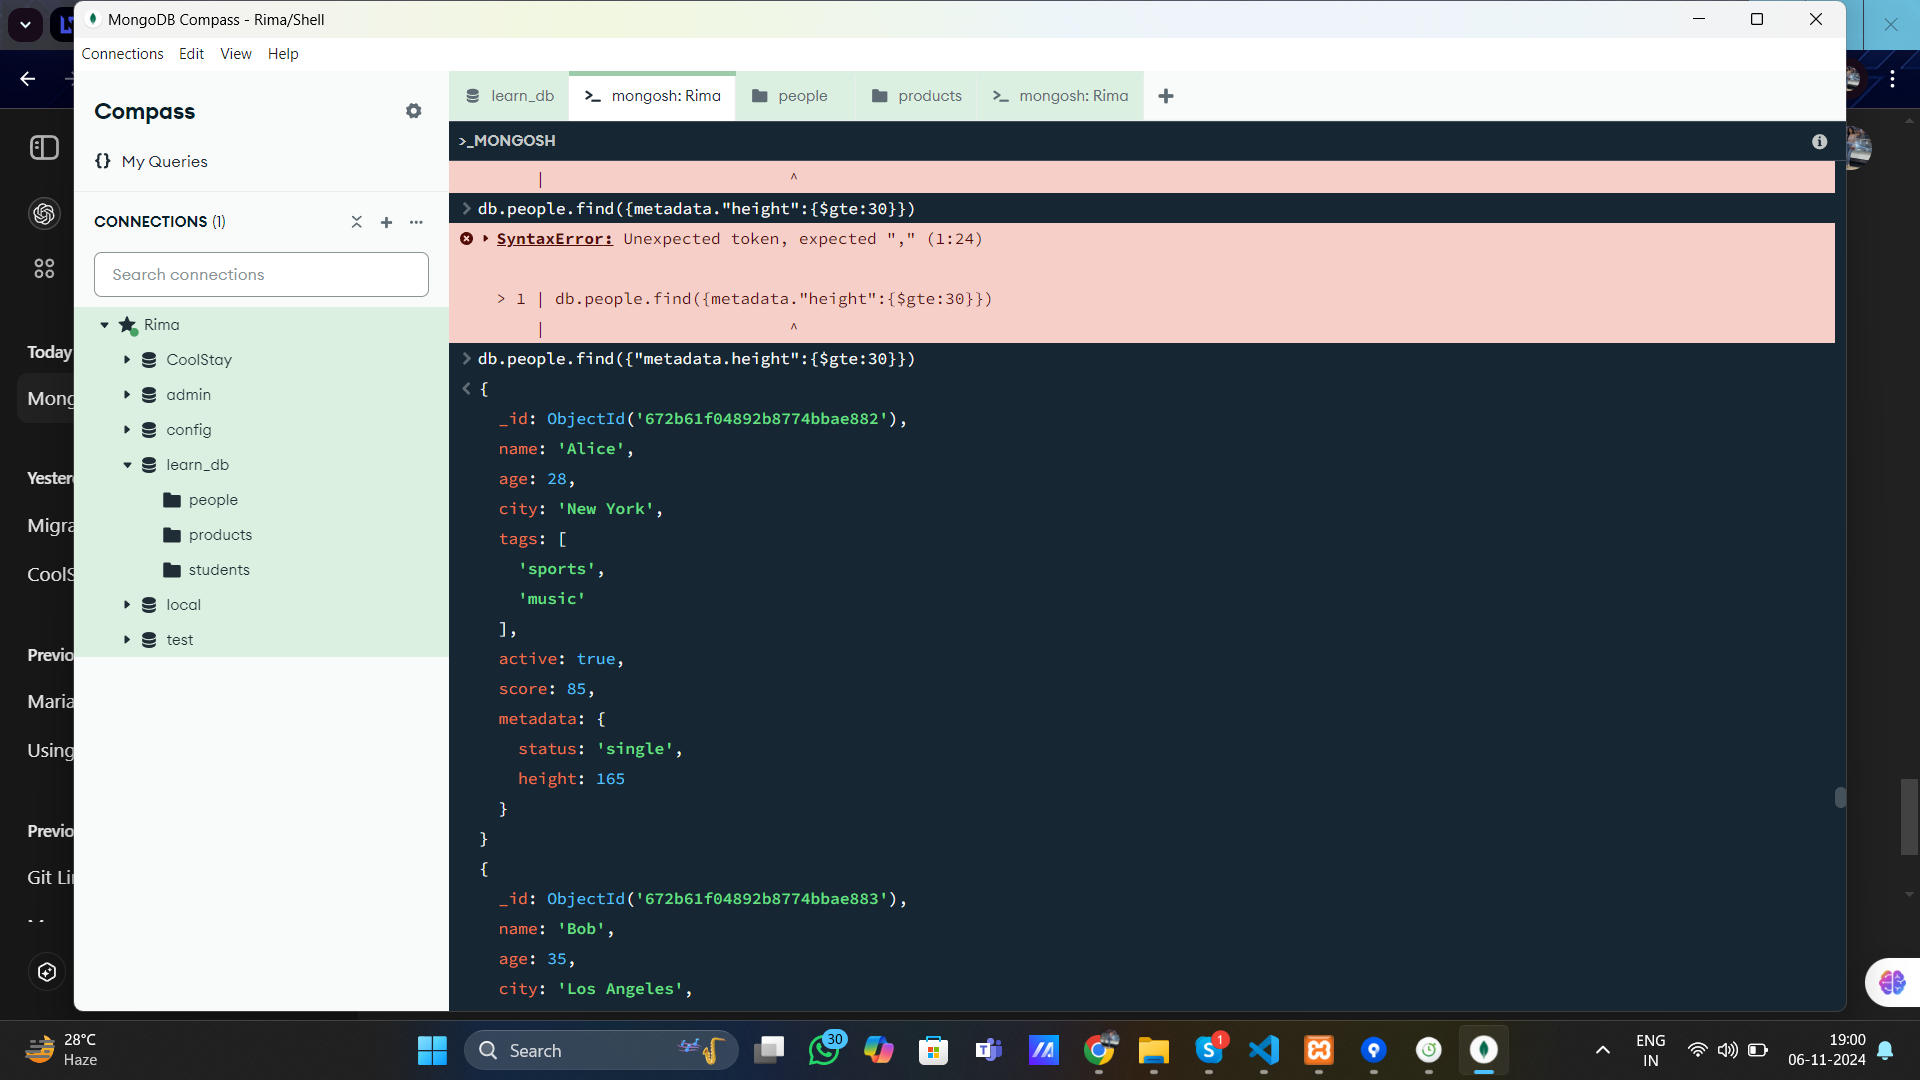 MongoDB Compass - Rima/Shell
Connections Edit View Help
Compass
My Queries
CONNECTIONS (1)
Search connections
Rima
CoolStay
admin
config
learn_db
people
products
students
local
test
learn_db
>_ mongosh: Rima
people
products
>_ mongosh: Rima
>_MONGOSH
| ^
> db.people.find({metadata."height":{$gte:30}})
SyntaxError: Unexpected token, expected "," (1:24)
> 1 | db.people.find({metadata."height":{$gte:30}})
| ^
> db.people.find({"metadata.height":{$gte:30}})
< {
_id: ObjectId('672b61f04892b8774bbae882'),
name: 'Alice',
age: 28,
city: 'New York',
tags: [
'sports',
'music'
],
active: true,
score: 85,
metadata: {
status: 'single',
height: 165
}
}
{
_id: ObjectId('672b61f04892b8774bbae883'),
name: 'Bob',
age: 35,
city: 'Los Angeles',
Today
Mong
Yester
Migra
CoolS
Previo
Maria
Using
Previo
Git Li
28°C
Haze
Search
30
1
ENG
IN
19:00
06-11-2024